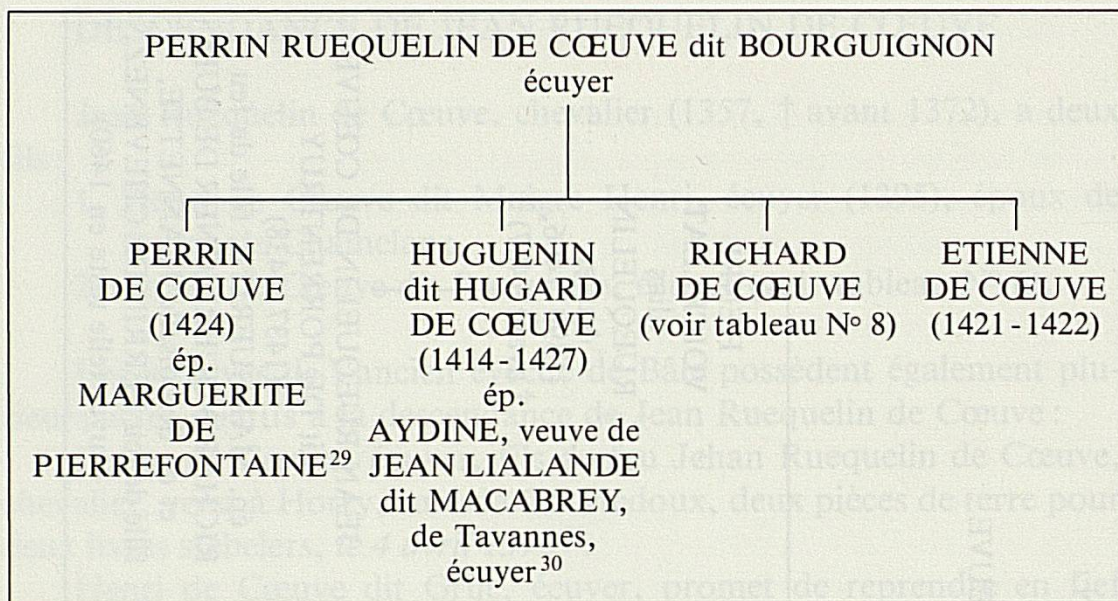 PERRIN RUEQUELIN DE CŒUVE dit BOURGUIGNON
écuyer
PERRIN
DE CŒUVE
(1424)
ép.
MARGUERITE
DE
PIERREFONTAINE²⁹
HUGUENIN
dit HUGARD
DE CŒUVE
(1414-1427)
ép.
AYDINE, veuve de
JEAN LIALANDE
dit MACABREY,
de Tavannes,
écuyer³⁰
RICHARD
DE CŒUVE
(voir tableau Nº 8)
ETIENNE
DE CŒUVE
(1421-1422)